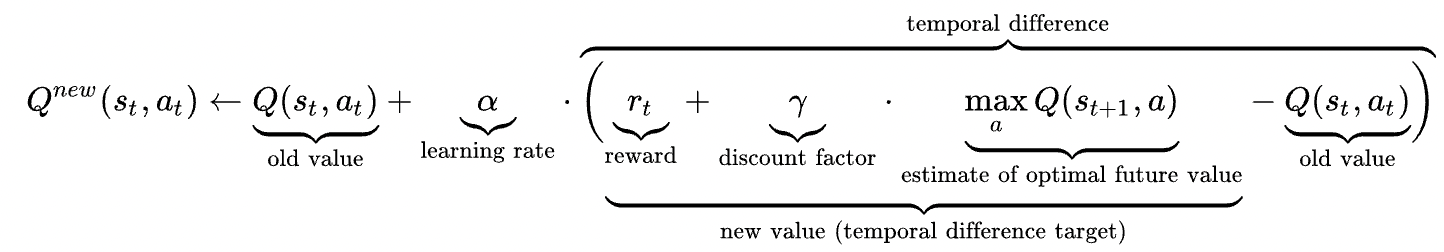 temporal difference
Q^{new}(s_t, a_t) ← Q(s_t, a_t) + α · ( r_t + γ · max_a Q(s_{t+1}, a) − Q(s_t, a_t) )
old value learning rate reward discount factor estimate of optimal future value old value
new value (temporal difference target)